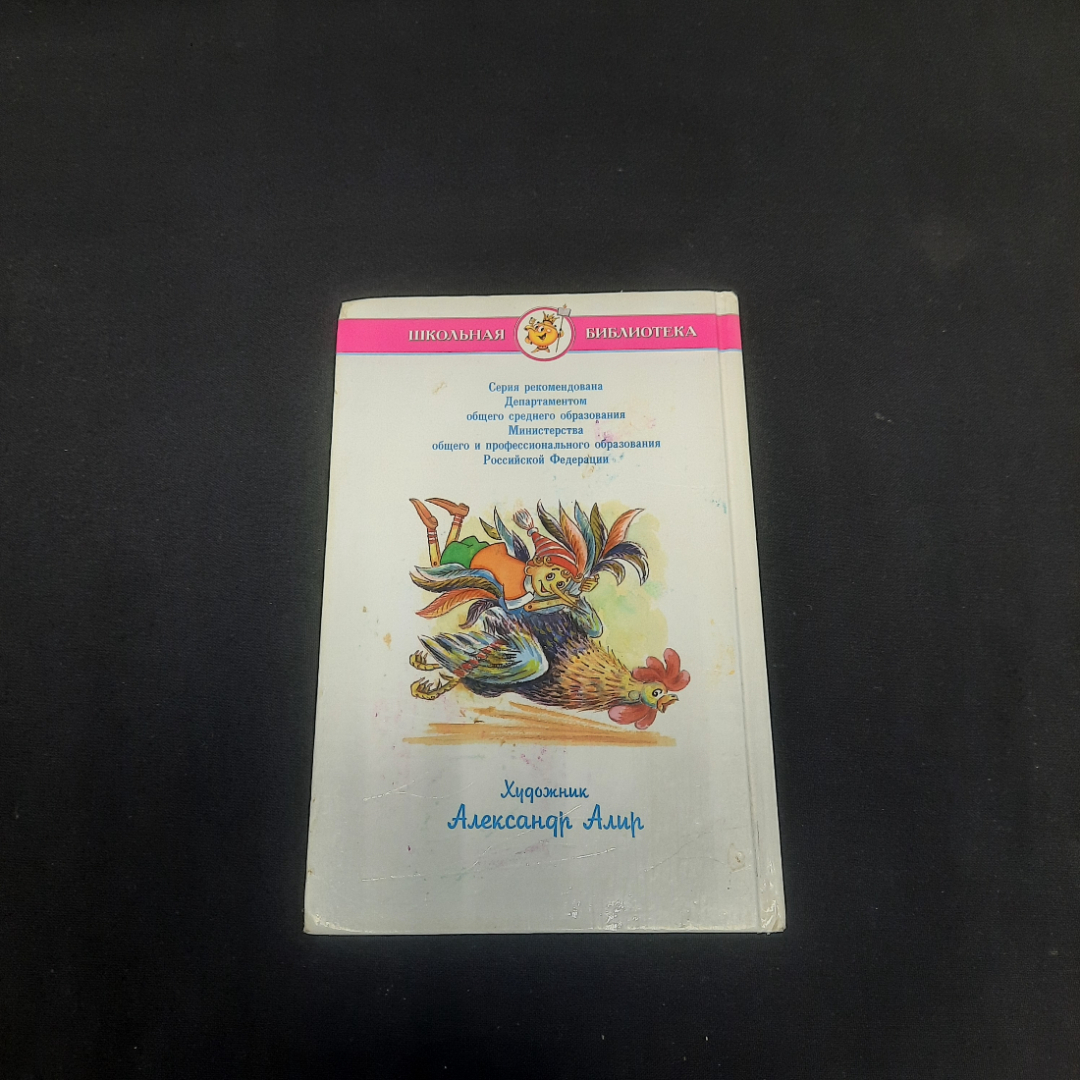 ШКОЛЬНАЯ БИБЛИОТЕКА
Серия рекомендована
Департаментом
общего среднего образования
Министерства
общего и профессионального образования
Российской Федерации
Художник
Александр Алир